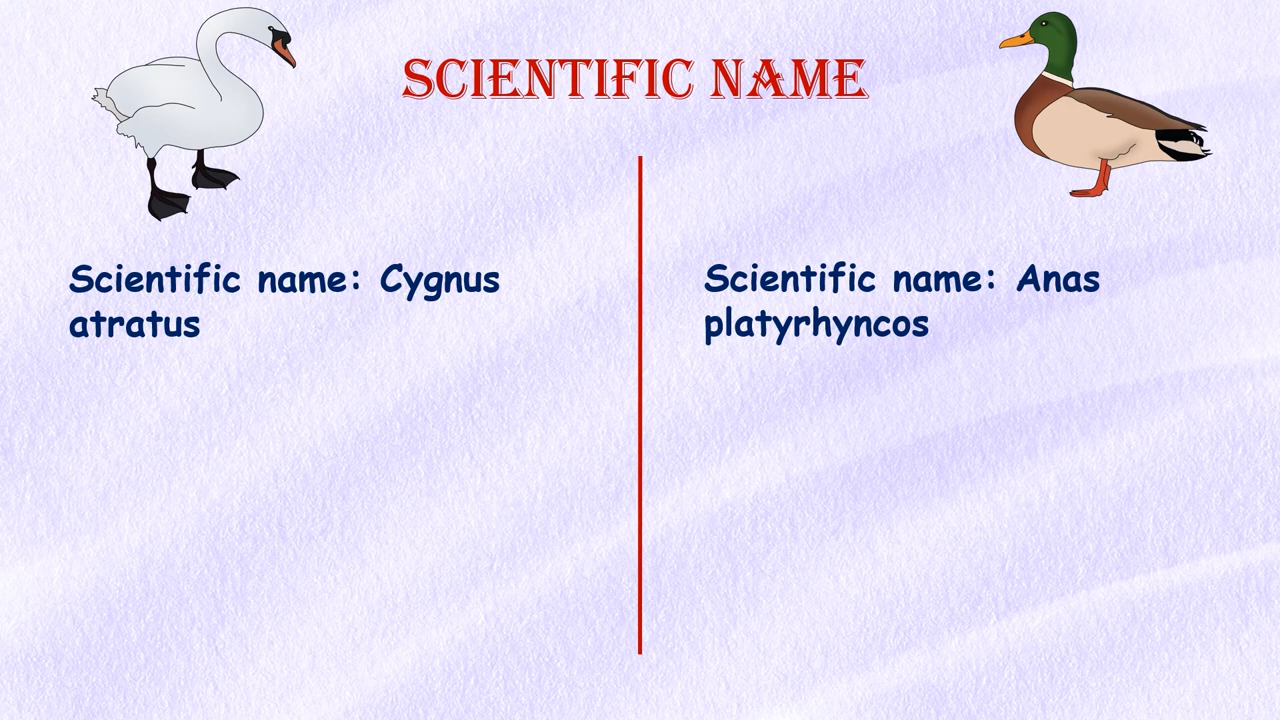 SCIENTIFIC NAME
Scientific name: Cygnus
atratus
Scientific name: Anas
platyrhyncos